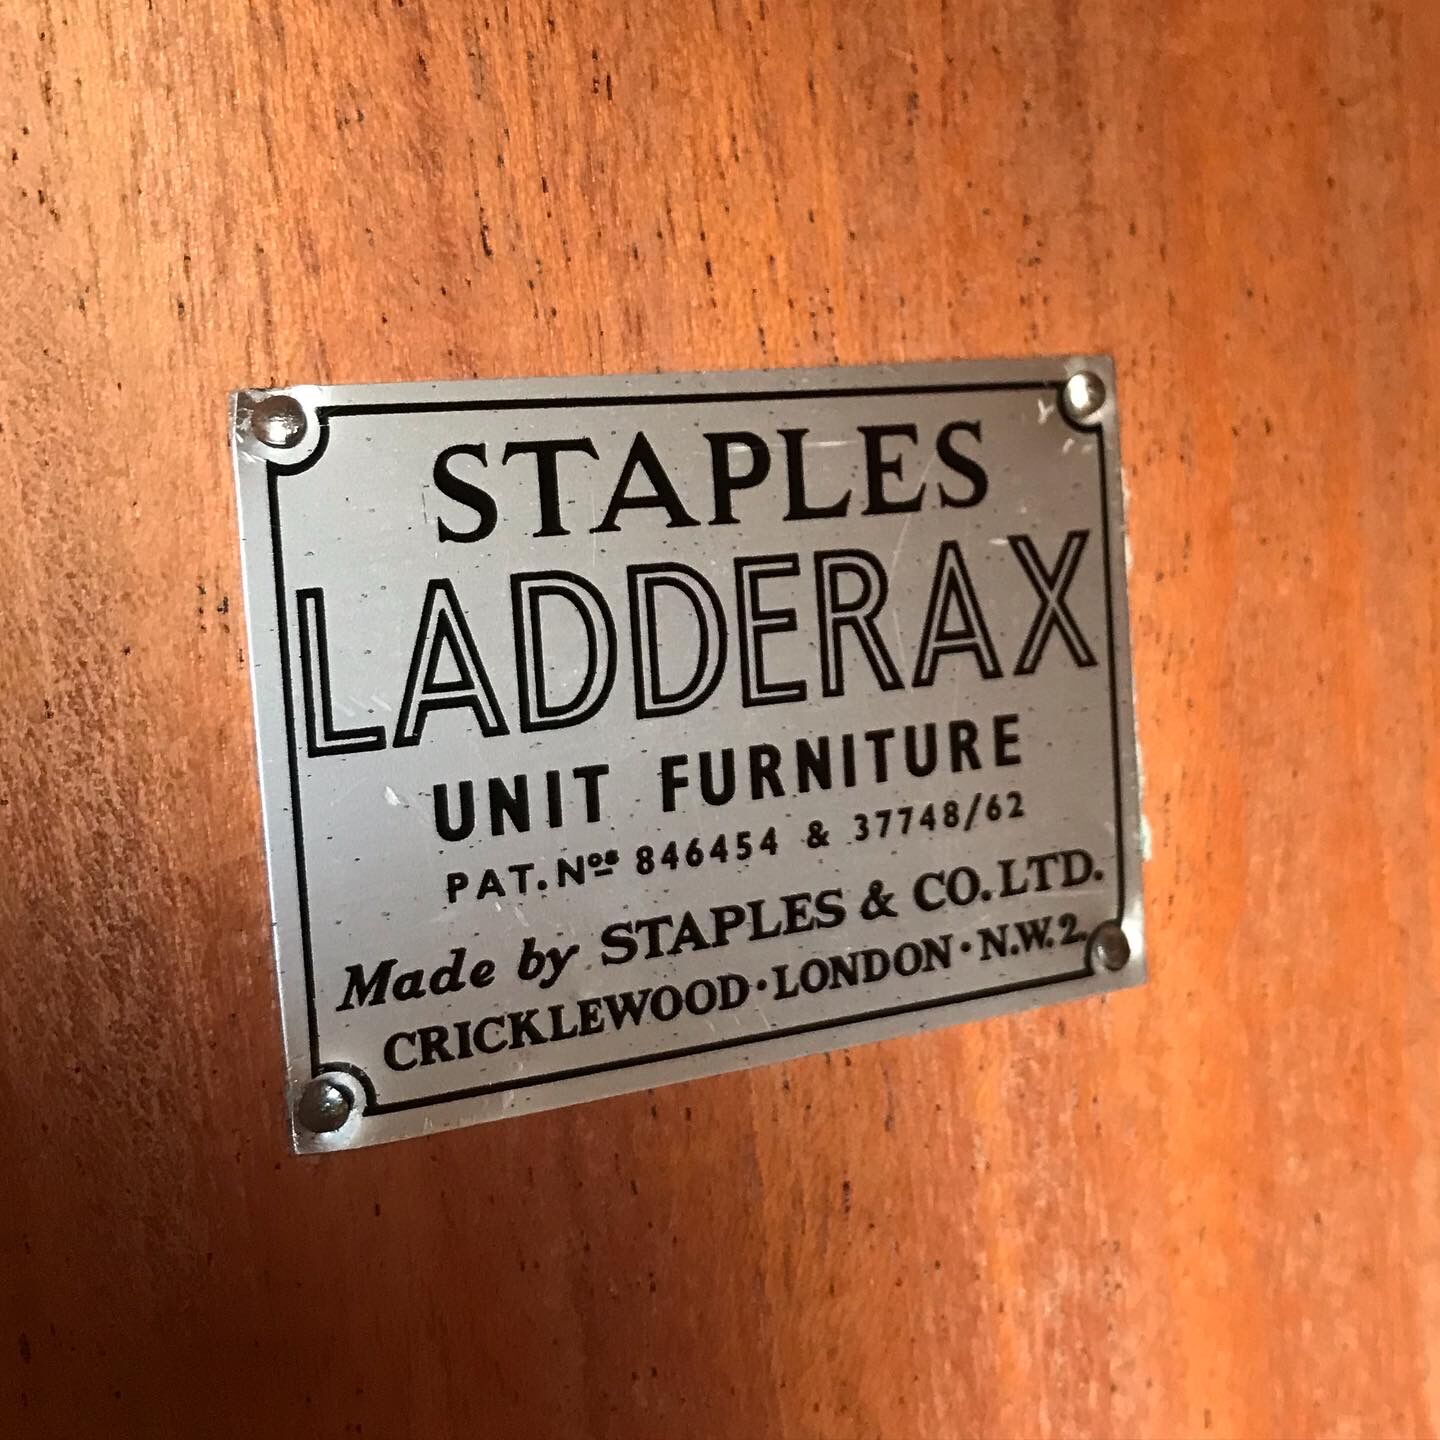 STAPLES
LADDERAX
UNIT FURNITURE
PAT. Nos 846454 & 37748/62
Made by STAPLES & CO. LTD.
CRICKLEWOOD · LONDON · N.W.2.